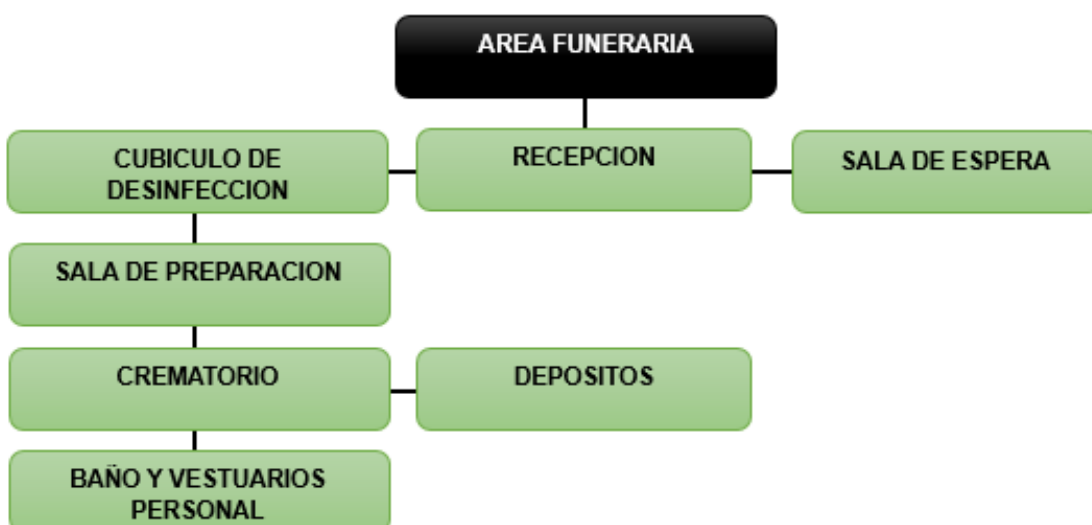 AREA FUNERARIA
CUBICULO DE
DESINFECCION
RECEPCION
SALA DE ESPERA
SALA DE PREPARACION
CREMATORIO
DEPOSITOS
BAÑO Y VESTUARIOS
PERSONAL